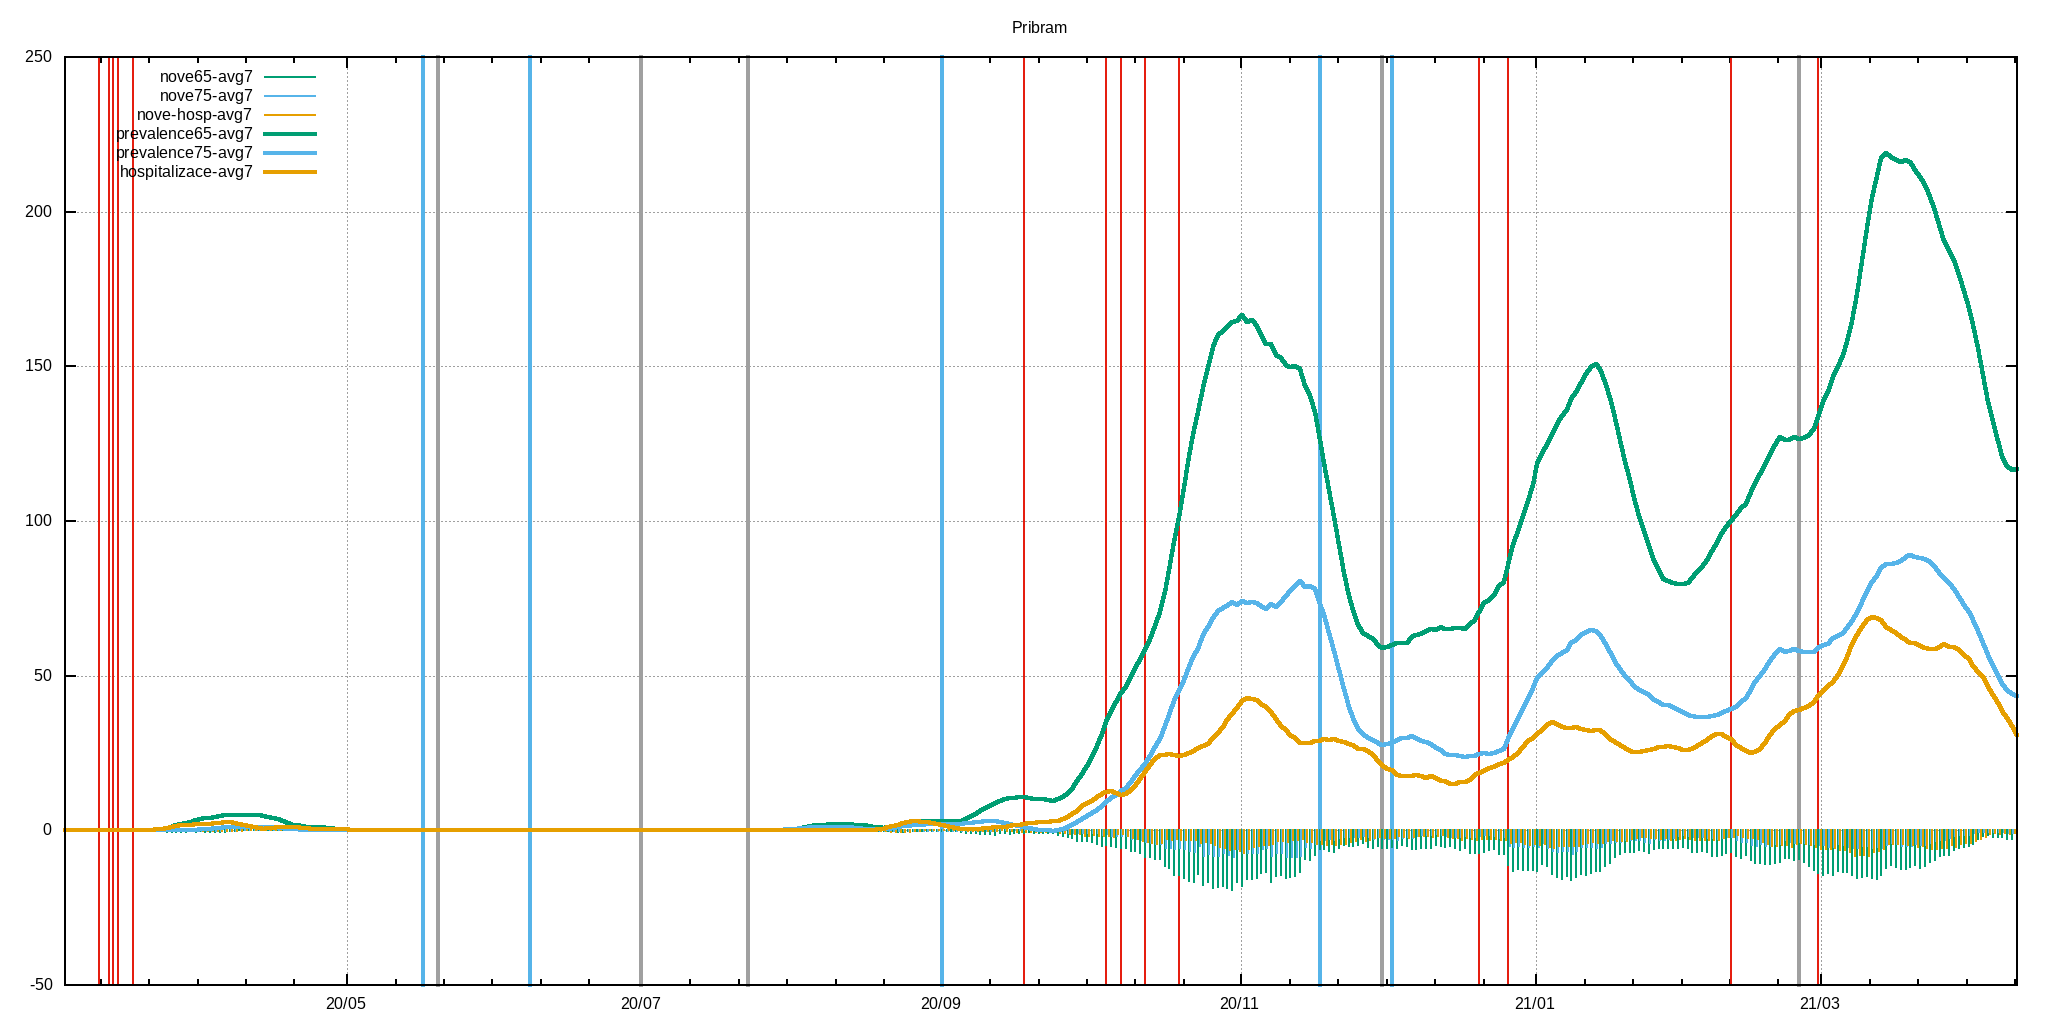 Pribram
250
200
150
100
50
0
-50
nove65-avg7
nove75-avg7
nove-hosp-avg7
prevalence65-avg7
prevalence75-avg7
hospitalizace-avg7
20/05 20/07 20/09 20/11 21/01 21/03